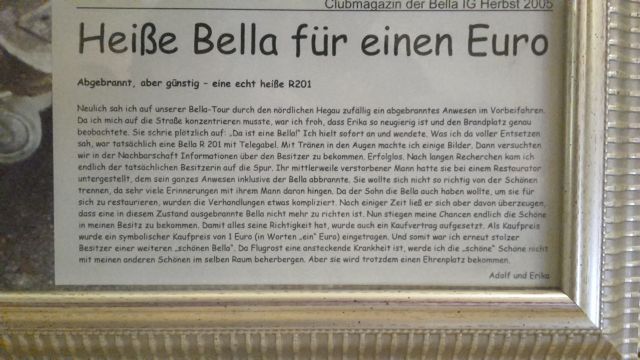 Clubmagazin der Bella IG Herbst 2005
Heiße Bella für einen Euro
Abgebrannt, aber günstig – eine echt heiße R201
Neulich sah ich auf unserer Bella-Tour durch den nördlichen Hegau zufällig ein abgebranntes Anwesen im Vorbeifahren.
Da ich mich auf die Straße konzentrieren musste, war ich froh, dass Erika so neugierig ist und den Brandplatz genau
beobachtete. Sie schrie plötzlich auf: „Da ist eine Bella!“ Ich hielt sofort an und wendete. Was ich da voller Entsetzen
sah, war tatsächlich eine Bella R 201 mit Telegabel. Mit Tränen in den Augen machte ich einige Bilder. Dann versuchten
wir in der Nachbarschaft Informationen über den Besitzer zu bekommen. Erfolglos. Nach langen Recherchen kam ich
endlich der tatsächlichen Besitzerin auf die Spur. Ihr mittlerweile verstorbener Mann hatte sie bei einem Restaurator
untergestellt, dem sein ganzes Anwesen inklusive der Bella abbrannte. Sie wollte sich nicht so richtig von der Schönen
trennen, da sehr viele Erinnerungen mit ihrem Mann daran hingen. Da der Sohn die Bella auch haben wollte, um sie für
sich zu restaurieren, wurden die Verhandlungen etwas kompliziert. Nach einiger Zeit ließ er sich aber davon überzeugen,
dass eine in diesem Zustand ausgebrannte Bella nicht mehr zu richten ist. Nun stiegen meine Chancen endlich die Schöne
in meinen Besitz zu bekommen. Damit alles seine Richtigkeit hat, wurde auch ein Kaufvertrag aufgesetzt. Als Kaufpreis
wurde ein symbolischer Kaufpreis von 1 Euro (in Worten „ein“ Euro) eingetragen. Und somit war ich erneut stolzer
Besitzer einer weiteren „schönen Bella“. Da Flugrost eine ansteckende Krankheit ist, werde ich die „schöne“ Schöne nicht
mit meinen anderen Schönen im selben Raum beherbergen. Aber sie wird trotzdem einen Ehrenplatz bekommen.
Adolf und Erika